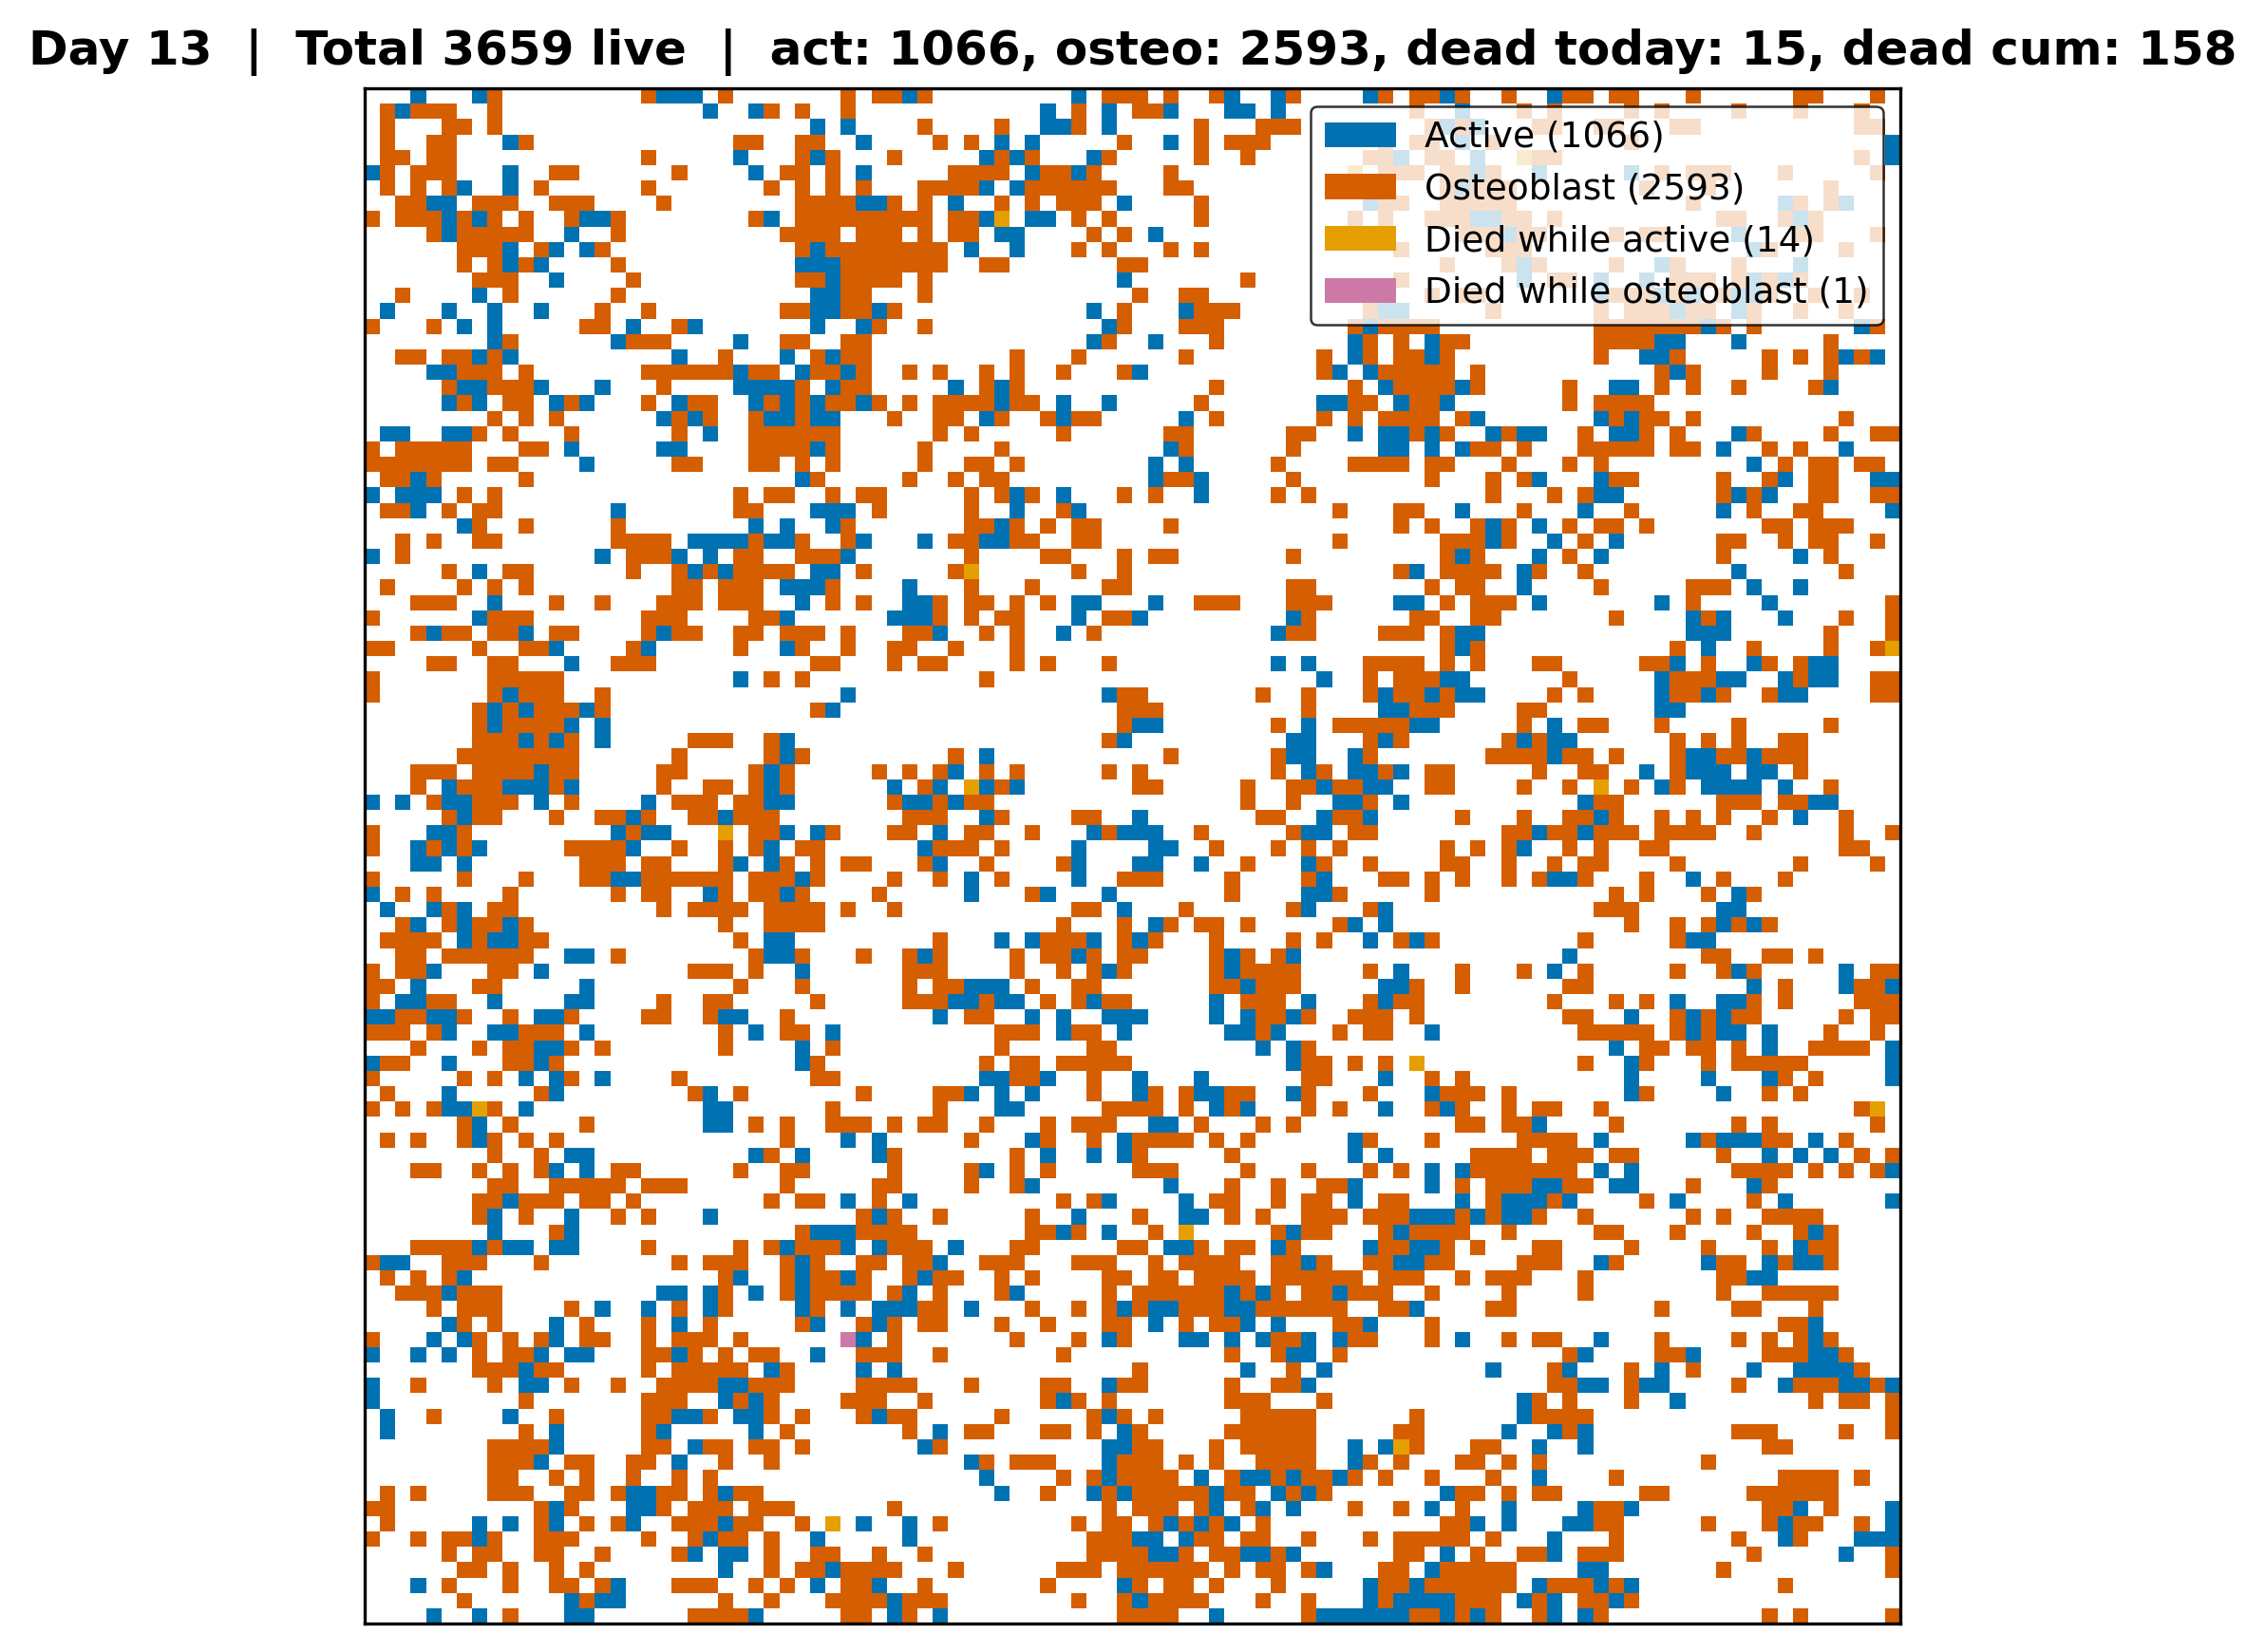 Day 13 | Total 3659 live | act: 1066, osteo: 2593, dead today: 15, dead cum: 158
Active (1066)
Osteoblast (2593)
Died while active (14)
Died while osteoblast (1)